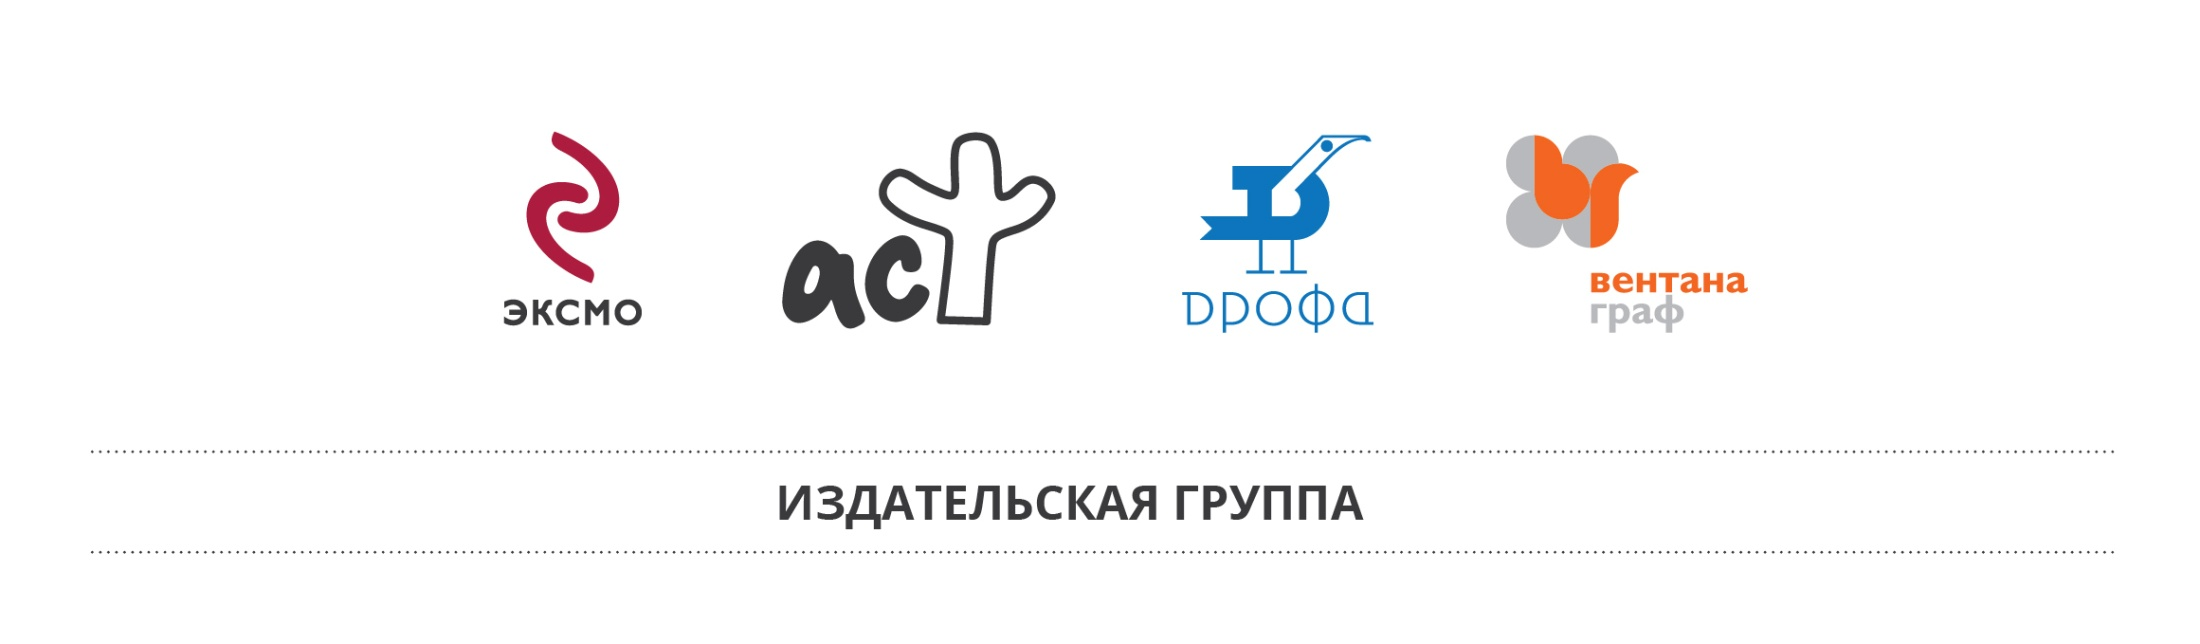 ЭКСМО
аст
ДРОФА
вентана
граф
ИЗДАТЕЛЬСКАЯ ГРУППА